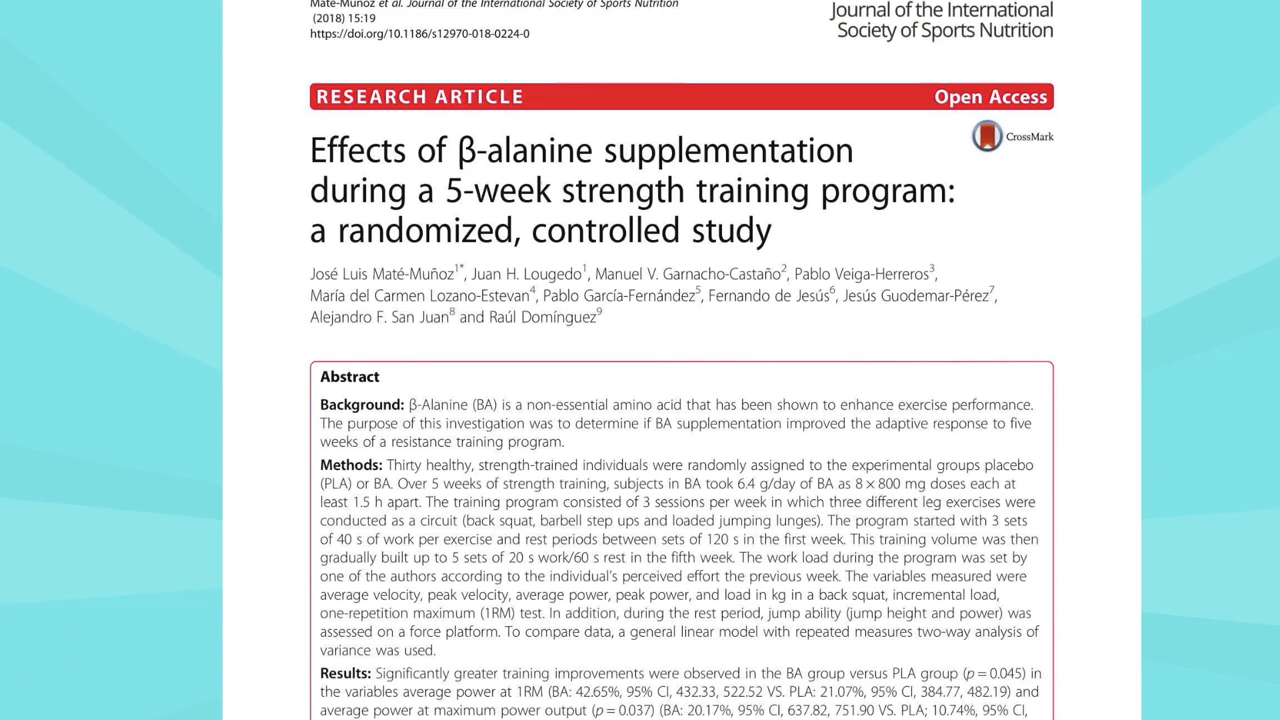 Maté-Muñoz et al. Journal of the International Society of Sports Nutrition
(2018) 15:19
https://doi.org/10.1186/s12970-018-0224-0
Journal of the International
Society of Sports Nutrition
RESEARCH ARTICLE
Open Access
CrossMark
Effects of β-alanine supplementation
during a 5-week strength training program:
a randomized, controlled study
José Luis Maté-Muñoz1*, Juan H. Lougedo1, Manuel V. Garnacho-Castaño2, Pablo Veiga-Herreros3,
María del Carmen Lozano-Estevan4, Pablo García-Fernández5, Fernando de Jesús6, Jesús Guodemar-Pérez7,
Alejandro F. San Juan8 and Raúl Domínguez9
Abstract
Background: β-Alanine (BA) is a non-essential amino acid that has been shown to enhance exercise performance.
The purpose of this investigation was to determine if BA supplementation improved the adaptive response to five
weeks of a resistance training program.
Methods: Thirty healthy, strength-trained individuals were randomly assigned to the experimental groups placebo
(PLA) or BA. Over 5 weeks of strength training, subjects in BA took 6.4 g/day of BA as 8 × 800 mg doses each at
least 1.5 h apart. The training program consisted of 3 sessions per week in which three different leg exercises were
conducted as a circuit (back squat, barbell step ups and loaded jumping lunges). The program started with 3 sets
of 40 s of work per exercise and rest periods between sets of 120 s in the first week. This training volume was then
gradually built up to 5 sets of 20 s work/60 s rest in the fifth week. The work load during the program was set by
one of the authors according to the individual's perceived effort the previous week. The variables measured were
average velocity, peak velocity, average power, peak power, and load in kg in a back squat, incremental load,
one-repetition maximum (1RM) test. In addition, during the rest period, jump ability (jump height and power) was
assessed on a force platform. To compare data, a general linear model with repeated measures two-way analysis of
variance was used.
Results: Significantly greater training improvements were observed in the BA group versus PLA group (p = 0.045) in
the variables average power at 1RM (BA: 42.65%, 95% CI, 432.33, 522.52 VS. PLA: 21.07%, 95% CI, 384.77, 482.19) and
average power at maximum power output (p = 0.037) (BA: 20.17%, 95% CI, 637.82, 751.90 VS. PLA; 10.74%, 95% CI,